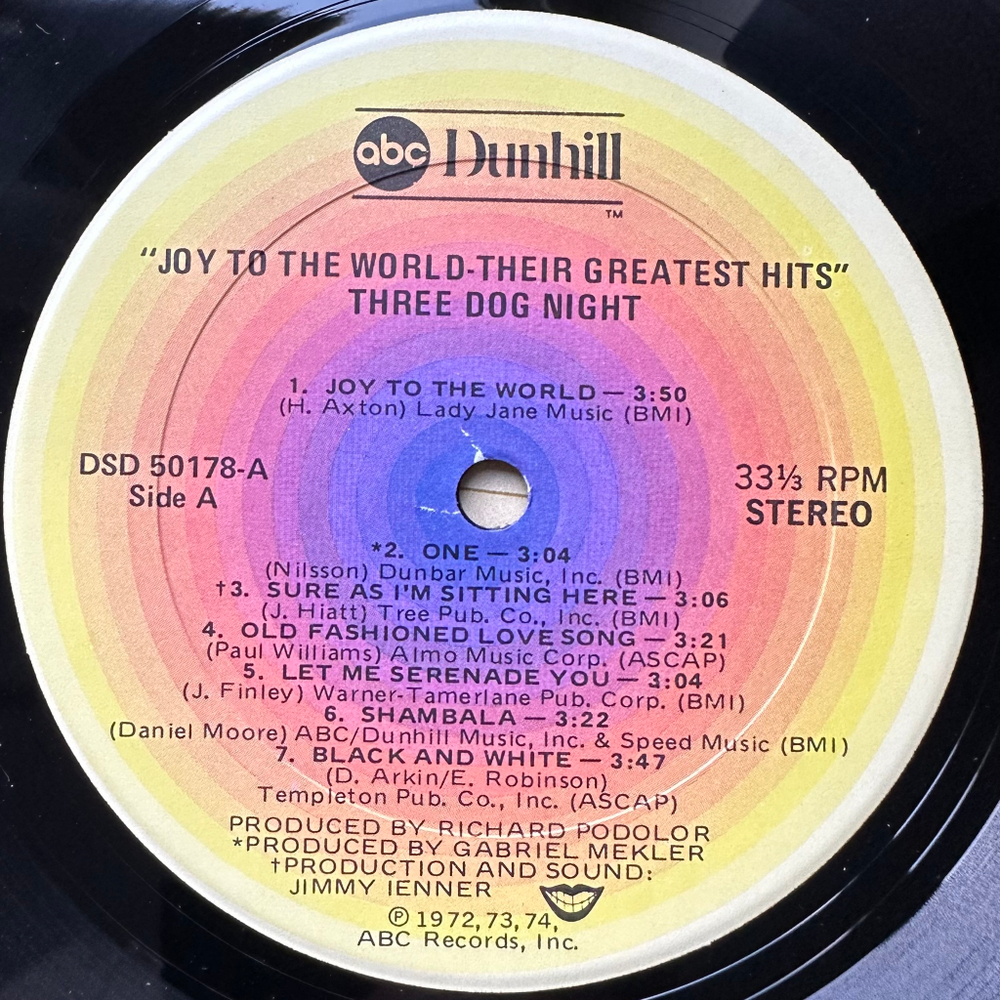 abc Dunhill
TM
"JOY TO THE WORLD-THEIR GREATEST HITS"
THREE DOG NIGHT
1. JOY TO THE WORLD — 3:50
(H. Axton) Lady Jane Music (BMI)
DSD 50178-A
Side A
33⅓ RPM
STEREO
*2. ONE — 3:04
(Nilsson) Dunbar Music, Inc. (BMI)
†3. SURE AS I'M SITTING HERE — 3:06
(J. Hiatt) Tree Pub. Co., Inc. (BMI)
4. OLD FASHIONED LOVE SONG — 3:21
(Paul Williams) Almo Music Corp. (ASCAP)
5. LET ME SERENADE YOU — 3:04
(J. Finley) Warner-Tamerlane Pub. Corp. (BMI)
6. SHAMBALA — 3:22
(Daniel Moore) ABC/Dunhill Music, Inc. & Speed Music (BMI)
7. BLACK AND WHITE — 3:47
(D. Arkin/E. Robinson)
Templeton Pub. Co., Inc. (ASCAP)
PRODUCED BY RICHARD PODOLOR
*PRODUCED BY GABRIEL MEKLER
†PRODUCTION AND SOUND:
JIMMY IENNER
℗ 1972, 73, 74,
ABC Records, Inc.